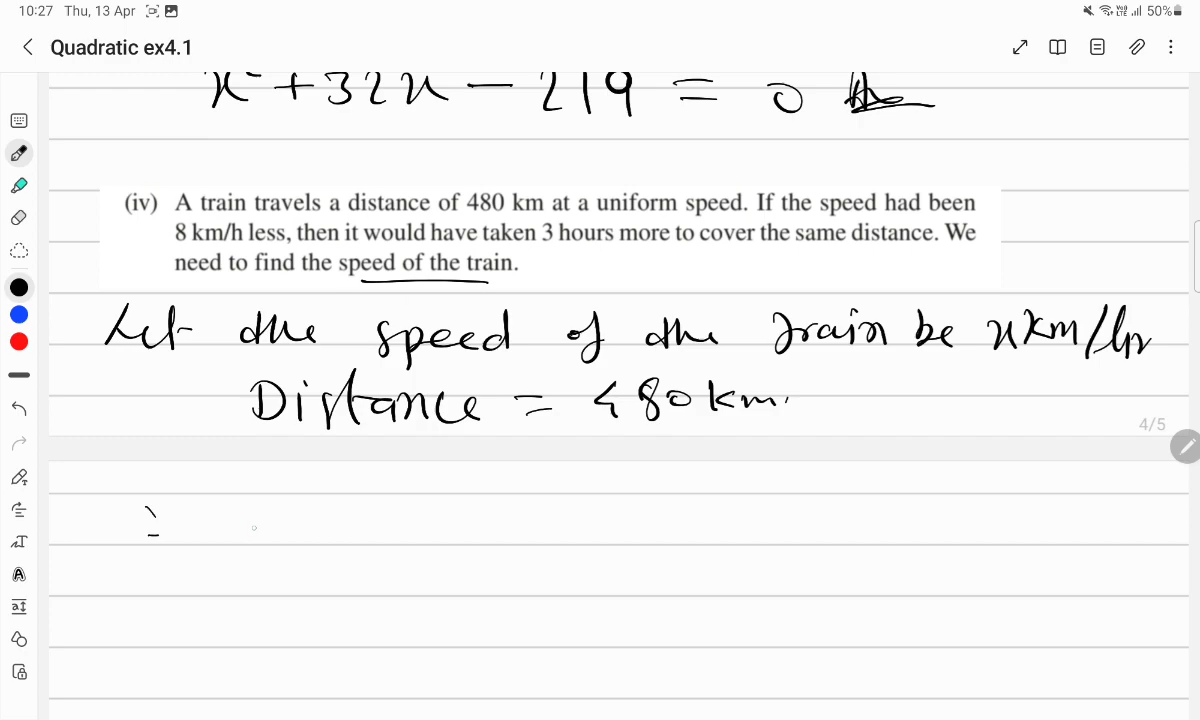 10:27 Thu, 13 Apr 50%
Quadratic ex4.1
x² + 32x - 219 = 0
(iv) A train travels a distance of 480 km at a uniform speed. If the speed had been
8 km/h less, then it would have taken 3 hours more to cover the same distance. We
need to find the speed of the train.
Let the speed of the train be x km/hr
Distance = 480 km.
4/5